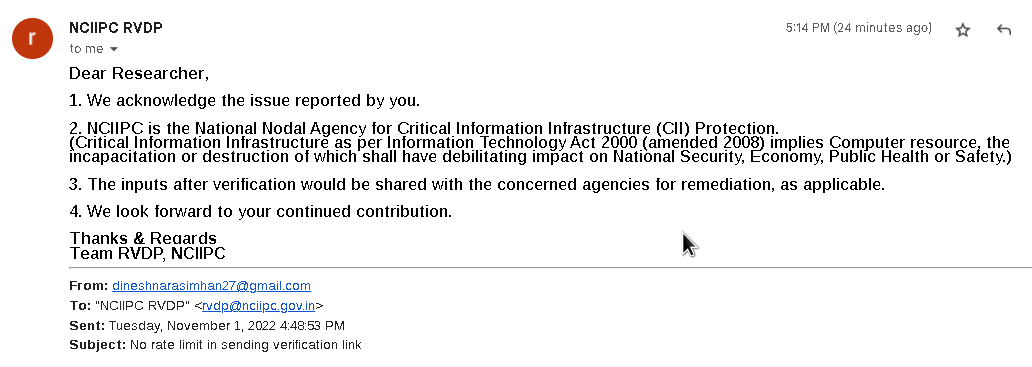 NCIIPC RVDP
5:14 PM (24 minutes ago)
to me
r
Dear Researcher,
1. We acknowledge the issue reported by you.
2. NCIIPC is the National Nodal Agency for Critical Information Infrastructure (CII) Protection.
(Critical Information Infrastructure as per Information Technology Act 2000 (amended 2008) implies Computer resource, the
incapacitation or destruction of which shall have debilitating impact on National Security, Economy, Public Health or Safety.)
3. The inputs after verification would be shared with the concerned agencies for remediation, as applicable.
4. We look forward to your continued contribution.
Thanks & Regards
Team RVDP, NCIIPC
From: dineshnarasimhan27@gmail.com
To: "NCIIPC RVDP" <rvdp@nciipc.gov.in>
Sent: Tuesday, November 1, 2022 4:48:53 PM
Subject: No rate limit in sending verification link